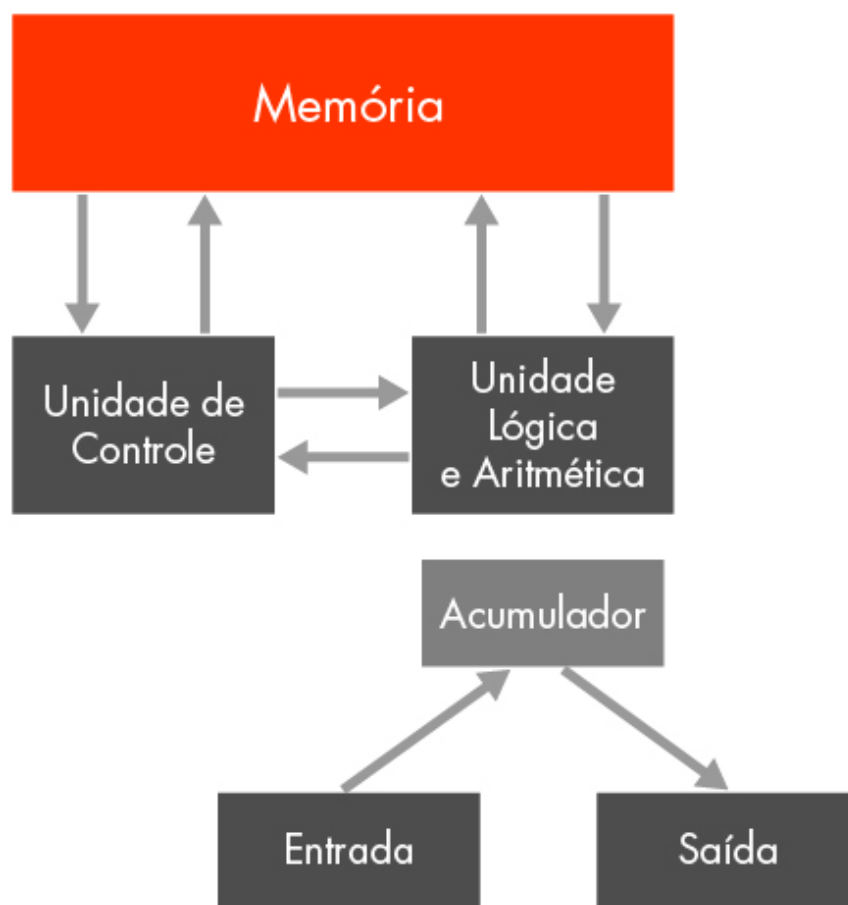 Memória
Unidade de
Controle
Unidade
Lógica
e Aritmética
Acumulador
Entrada
Saída